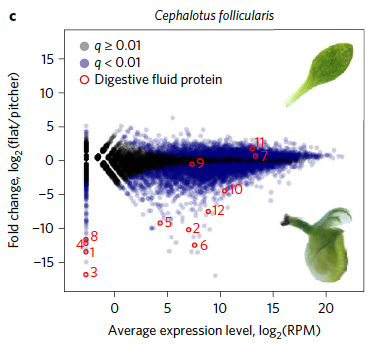 c
Cephalotus follicularis
q ≥ 0.01
q < 0.01
Digestive fluid protein
Fold change, log2(flat/pitcher)
15
10
5
0
−5
−10
−15
11
7
9
10
12
5
2
6
4 8
1
3
0 5 10 15 20
Average expression level, log2(RPM)